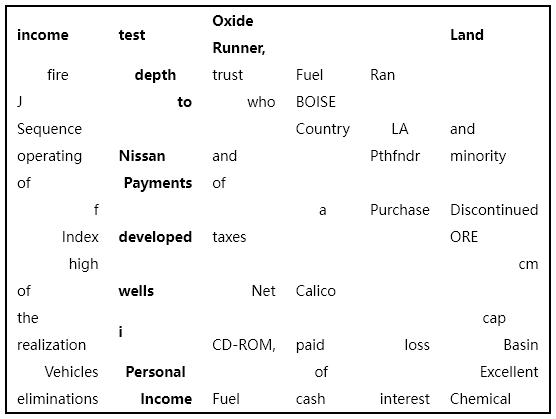 income test Oxide Runner, Land
fire depth trust Fuel Ran
J to who BOISE
Sequence Country LA and
operating Nissan and Pthfndr minority
of Payments of
f a Purchase Discontinued
Index developed taxes ORE
high cm
of wells Net Calico
the realization i CD-ROM, paid loss cap Basin
Vehicles Personal of Excellent
eliminations Income Fuel cash interest Chemical